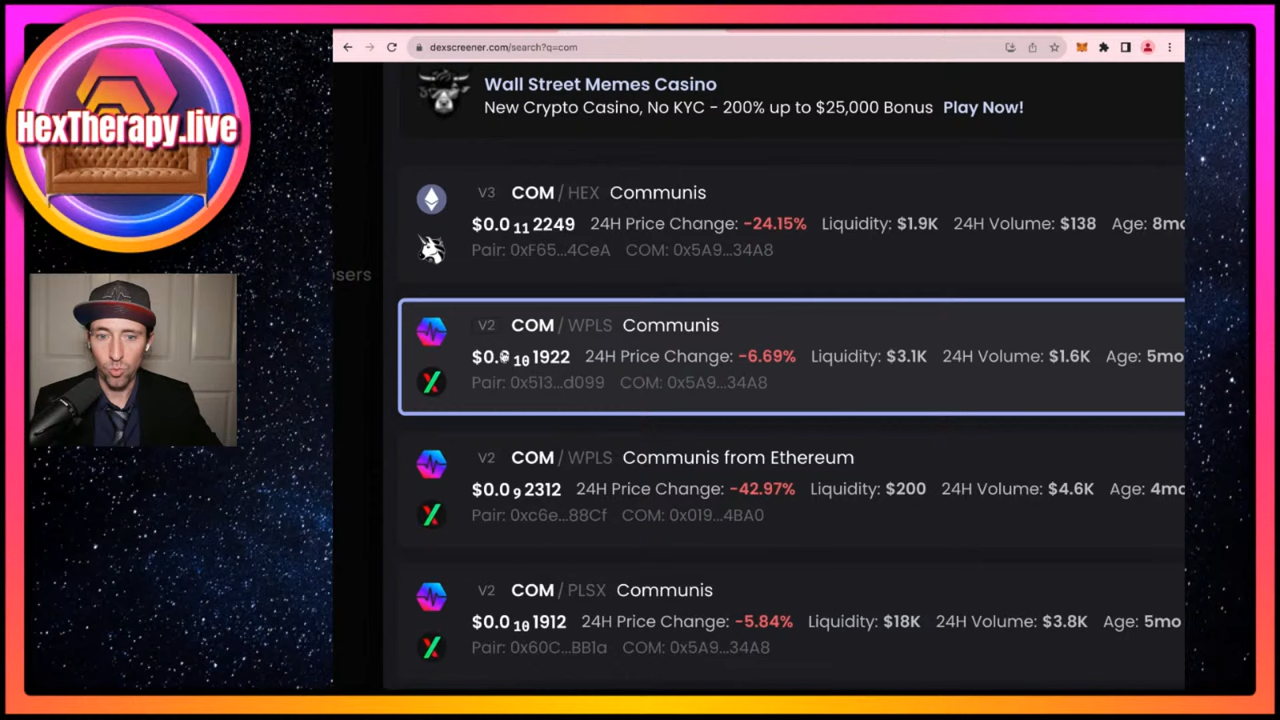 HexTherapy.live
dexscreener.com/search?q=com
Wall Street Memes Casino
New Crypto Casino, No KYC - 200% up to $25,000 Bonus Play Now!
V3 COM / HEX Communis
$0.0 11 2249 24H Price Change: -24.15% Liquidity: $1.9K 24H Volume: $138 Age: 8mo
Pair: 0xF65...4CeA COM: 0x5A9...34A8
sers
V2 COM / WPLS Communis
$0.0 10 1922 24H Price Change: -6.69% Liquidity: $3.1K 24H Volume: $1.6K Age: 5mo
Pair: 0x513...d099 COM: 0x5A9...34A8
V2 COM / WPLS Communis from Ethereum
$0.0 9 2312 24H Price Change: -42.97% Liquidity: $200 24H Volume: $4.6K Age: 4mo
Pair: 0xc6e...88Cf COM: 0x019...4BA0
V2 COM / PLSX Communis
$0.0 10 1912 24H Price Change: -5.84% Liquidity: $18K 24H Volume: $3.8K Age: 5mo
Pair: 0x60C...BB1a COM: 0x5A9...34A8